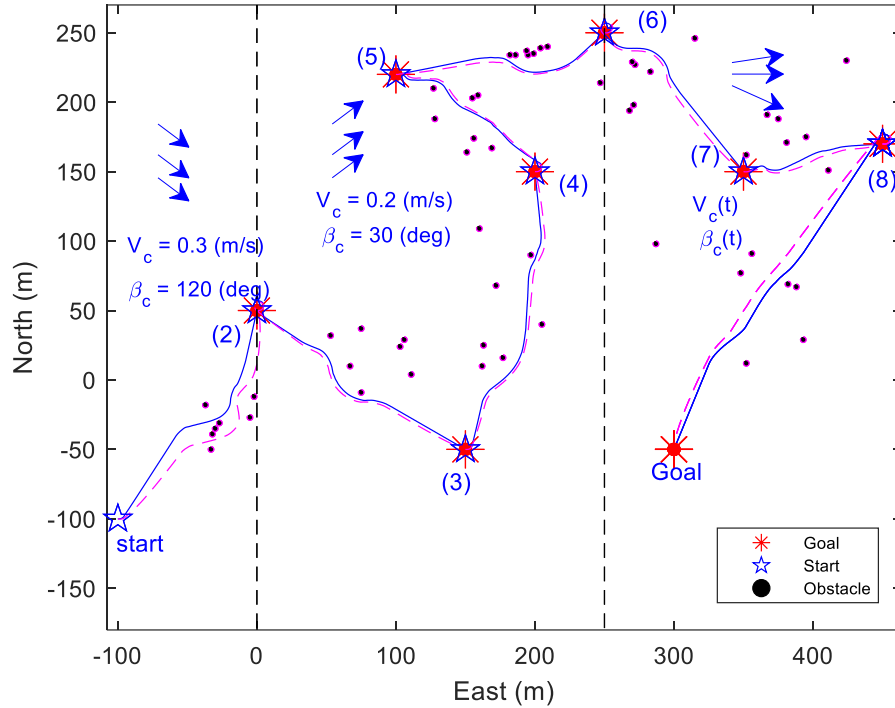 250
200
150
100
50
0
-50
-100
-150
North (m)
-100
0
100
200
300
400
East (m)
(5)
(6)
(7)
(8)
(4)
V_c = 0.2 (m/s)
β_c = 30 (deg)
V_c(t)
β_c(t)
V_c = 0.3 (m/s)
β_c = 120 (deg)
(2)
(3)
Goal
start
Goal
Start
Obstacle